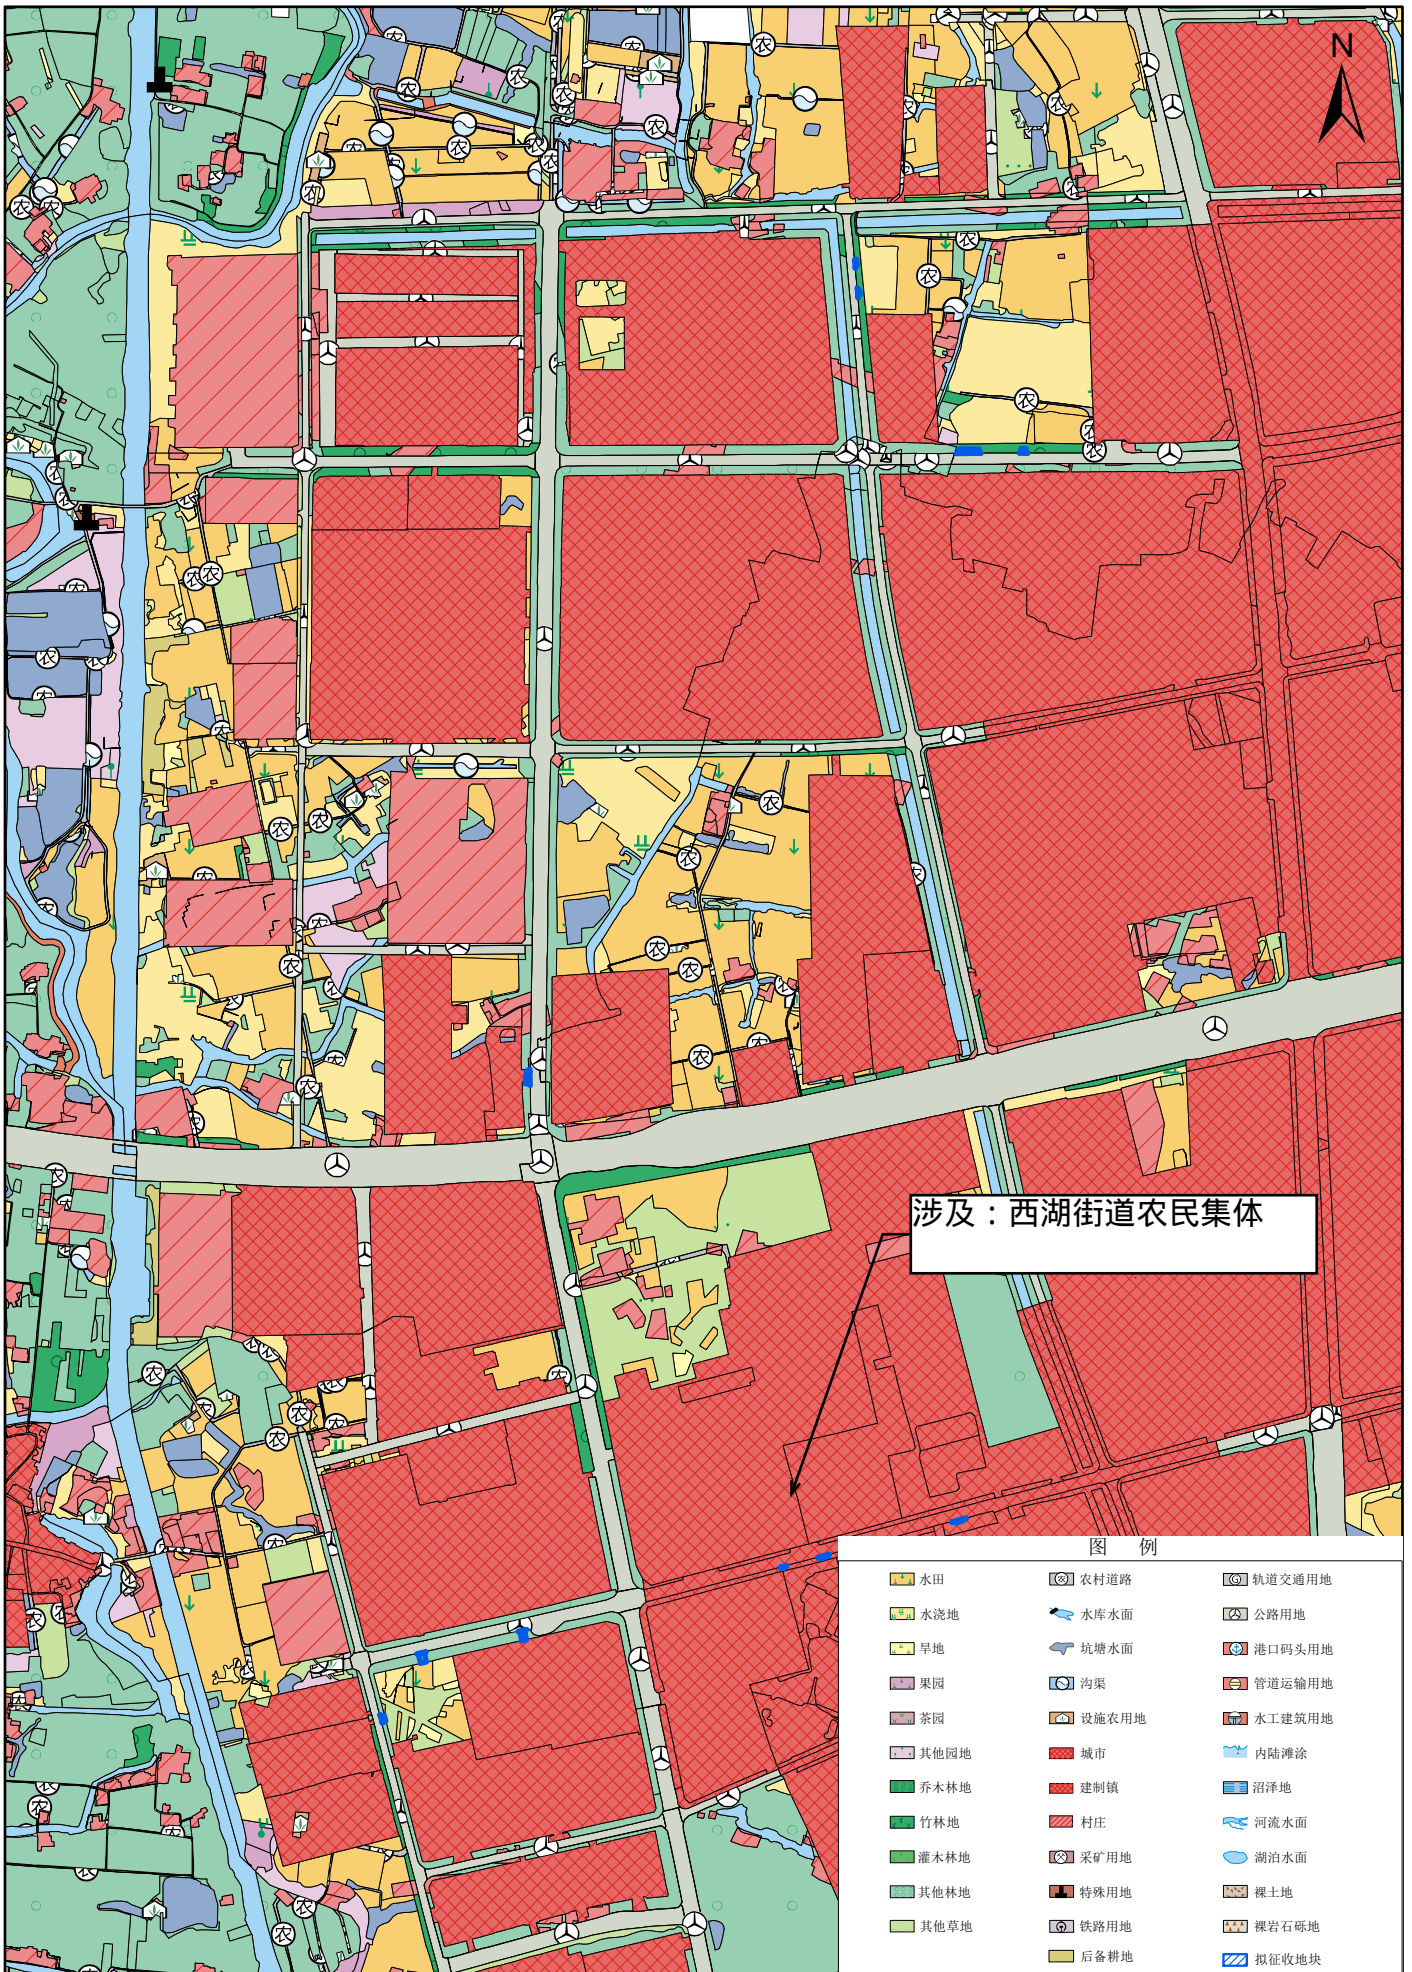 N
涉及：西湖街道农民集体
图 例
水田
农村道路
轨道交通用地
水浇地
水库水面
公路用地
旱地
坑塘水面
港口码头用地
果园
沟渠
管道运输用地
茶园
设施农用地
水工建筑用地
其他园地
城市
内陆滩涂
乔木林地
建制镇
沼泽地
竹林地
村庄
河流水面
灌木林地
采矿用地
湖泊水面
其他林地
特殊用地
裸土地
其他草地
铁路用地
裸岩石砾地
后备耕地
拟征收地块